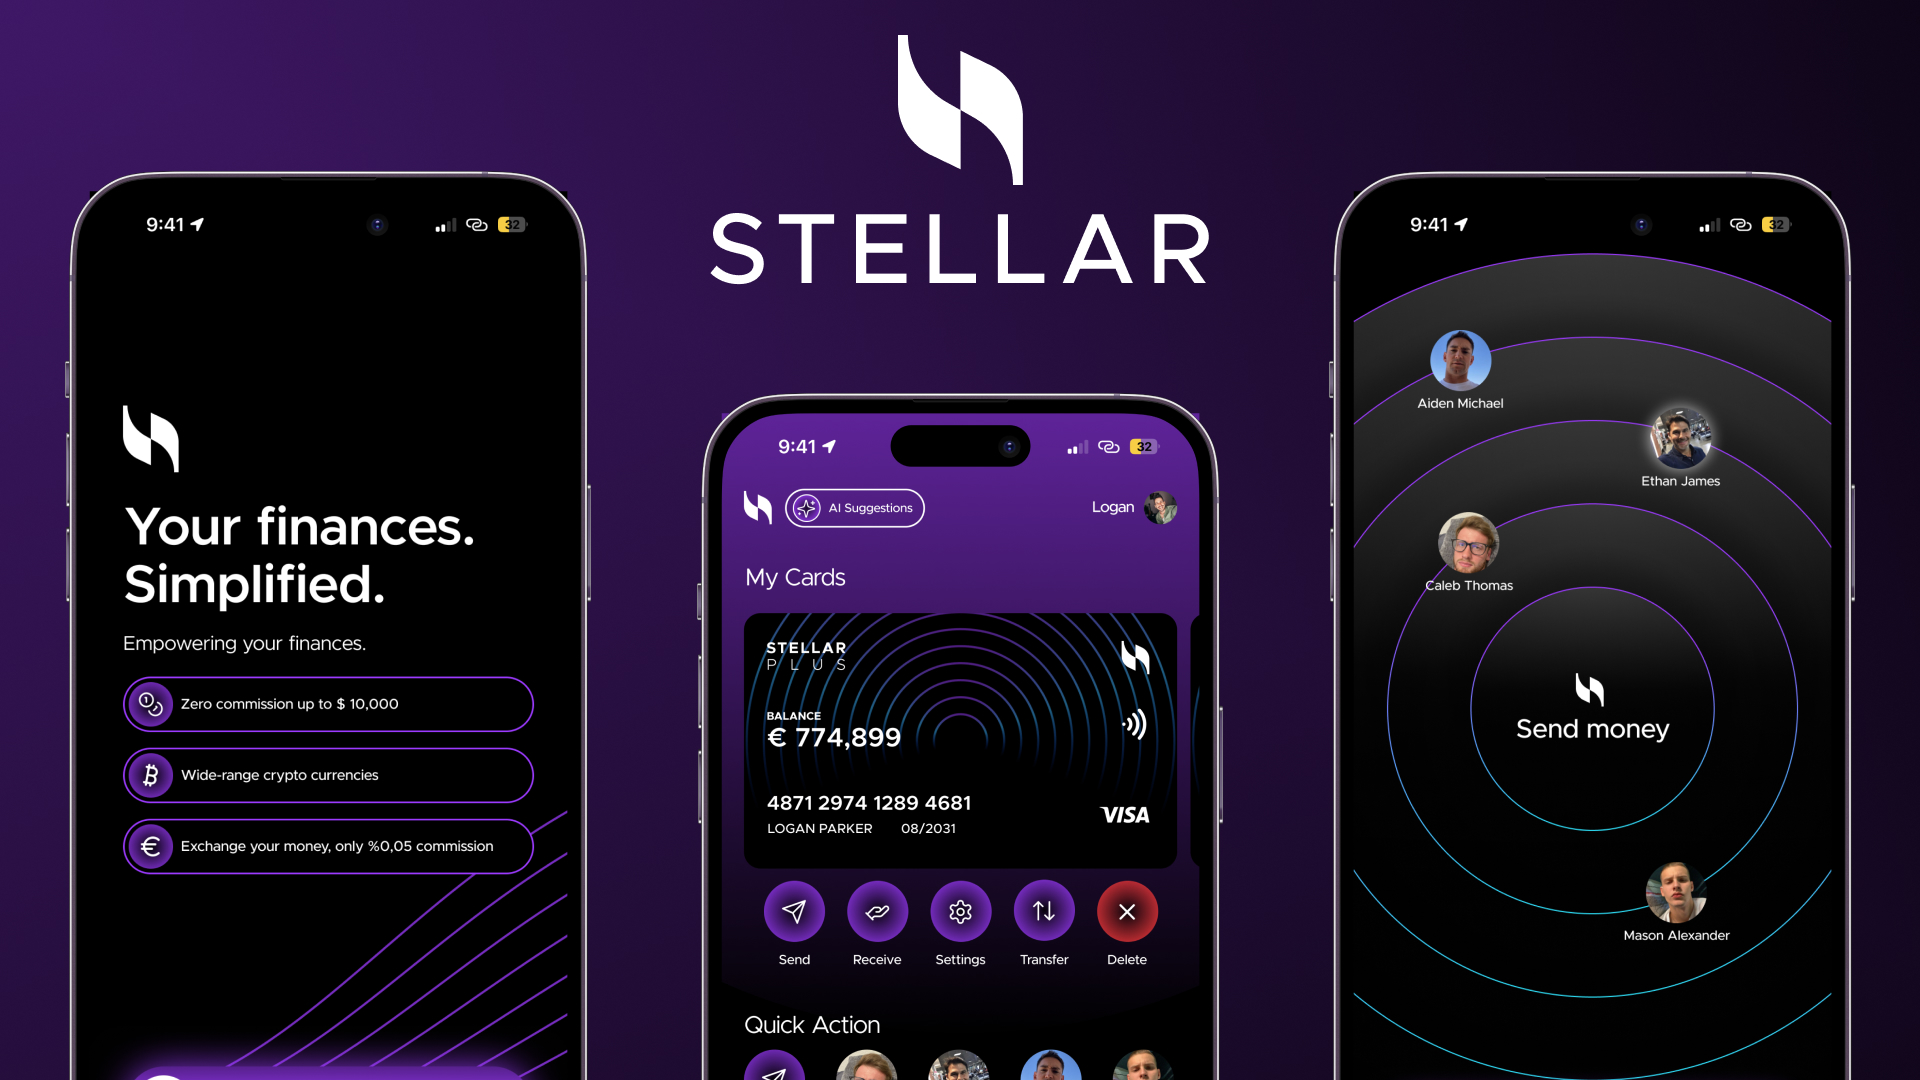 STELLAR
9:41
32
Your finances.
Simplified.
Empowering your finances.
Zero commission up to $ 10,000
Wide-range crypto currencies
Exchange your money, only %0,05 commission
9:41
32
AI Suggestions
Logan
My Cards
STELLAR
PLUS
BALANCE
€ 774,899
4871 2974 1289 4681
LOGAN PARKER 08/2031
VISA
Send
Receive
Settings
Transfer
Delete
Quick Action
9:41
32
Aiden Michael
Ethan James
Caleb Thomas
Send money
Mason Alexander